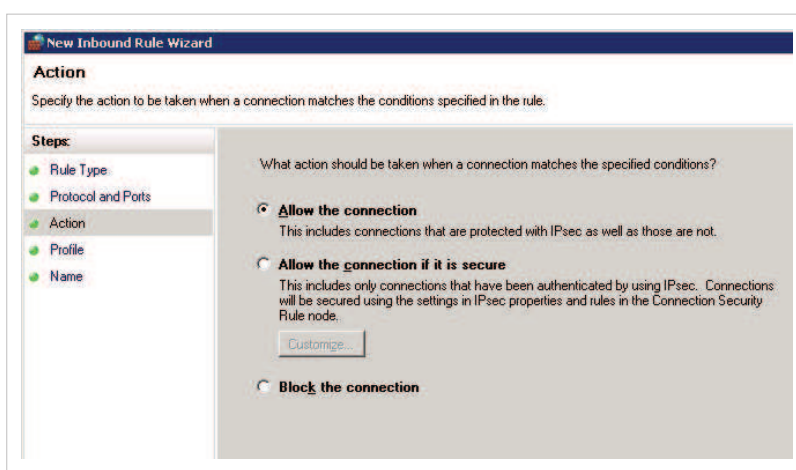 New Inbound Rule Wizard
Action
Specify the action to be taken when a connection matches the conditions specified in the rule.
Steps:
Rule Type
Protocol and Ports
Action
Profile
Name
What action should be taken when a connection matches the specified conditions?
Allow the connection
This includes connections that are protected with IPsec as well as those are not.
Allow the connection if it is secure
This includes only connections that have been authenticated by using IPsec. Connections
will be secured using the settings in IPsec properties and rules in the Connection Security
Rule node.
Customize...
Block the connection